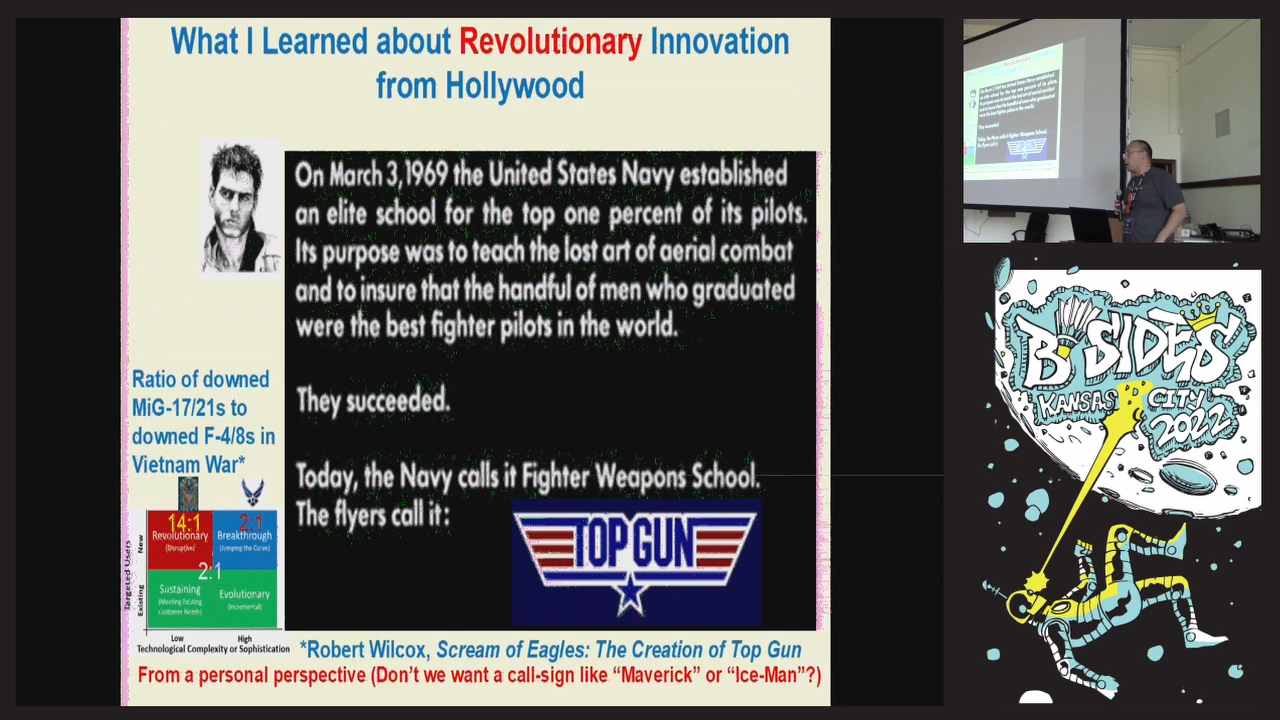 What I Learned about Revolutionary Innovation
from Hollywood
On March 3,1969 the United States Navy established
an elite school for the top one percent of its pilots.
Its purpose was to teach the lost art of aerial combat
and to insure that the handful of men who graduated
were the best fighter pilots in the world.
They succeeded.
Today, the Navy calls it Fighter Weapons School.
The flyers call it:
TOP GUN
Ratio of downed
MiG-17/21s to
downed F-4/8s in
Vietnam War*
14:1
2:1
Revolutionary
(Disruptive)
Breakthrough
(Jumping the Curve)
2:1
Sustaining
(Meeting Existing
Customer Needs)
Evolutionary
(Incremental)
Targeted Users
New
Existing
Low
High
Technological Complexity or Sophistication
*Robert Wilcox, Scream of Eagles: The Creation of Top Gun
From a personal perspective (Don't we want a call-sign like “Maverick” or “Ice-Man”?)
B SIDES
KANSAS CITY
2022